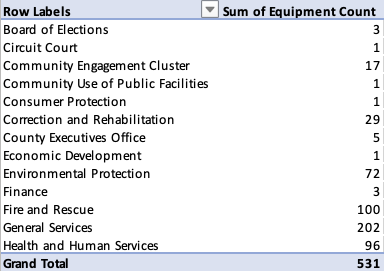 Row Labels Sum of Equipment Count
Board of Elections 3
Circuit Court 1
Community Engagement Cluster 17
Community Use of Public Facilities 1
Consumer Protection 1
Correction and Rehabilitation 29
County Executives Office 5
Economic Development 1
Environmental Protection 72
Finance 3
Fire and Rescue 100
General Services 202
Health and Human Services 96
Grand Total 531